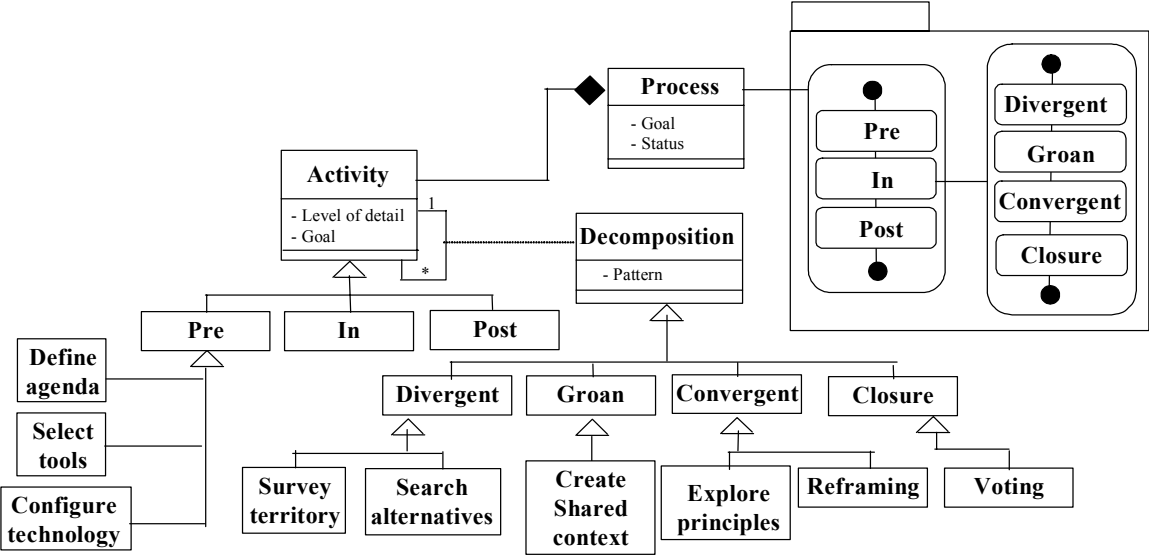 Process
- Goal
- Status
Activity
- Level of detail
- Goal
1
*
Decomposition
- Pattern
Pre
In
Post
Divergent
Groan
Convergent
Closure
Pre
In
Post
Define
agenda
Select
tools
Configure
technology
Divergent
Groan
Convergent
Closure
Survey
territory
Search
alternatives
Create
Shared
context
Explore
principles
Reframing
Voting